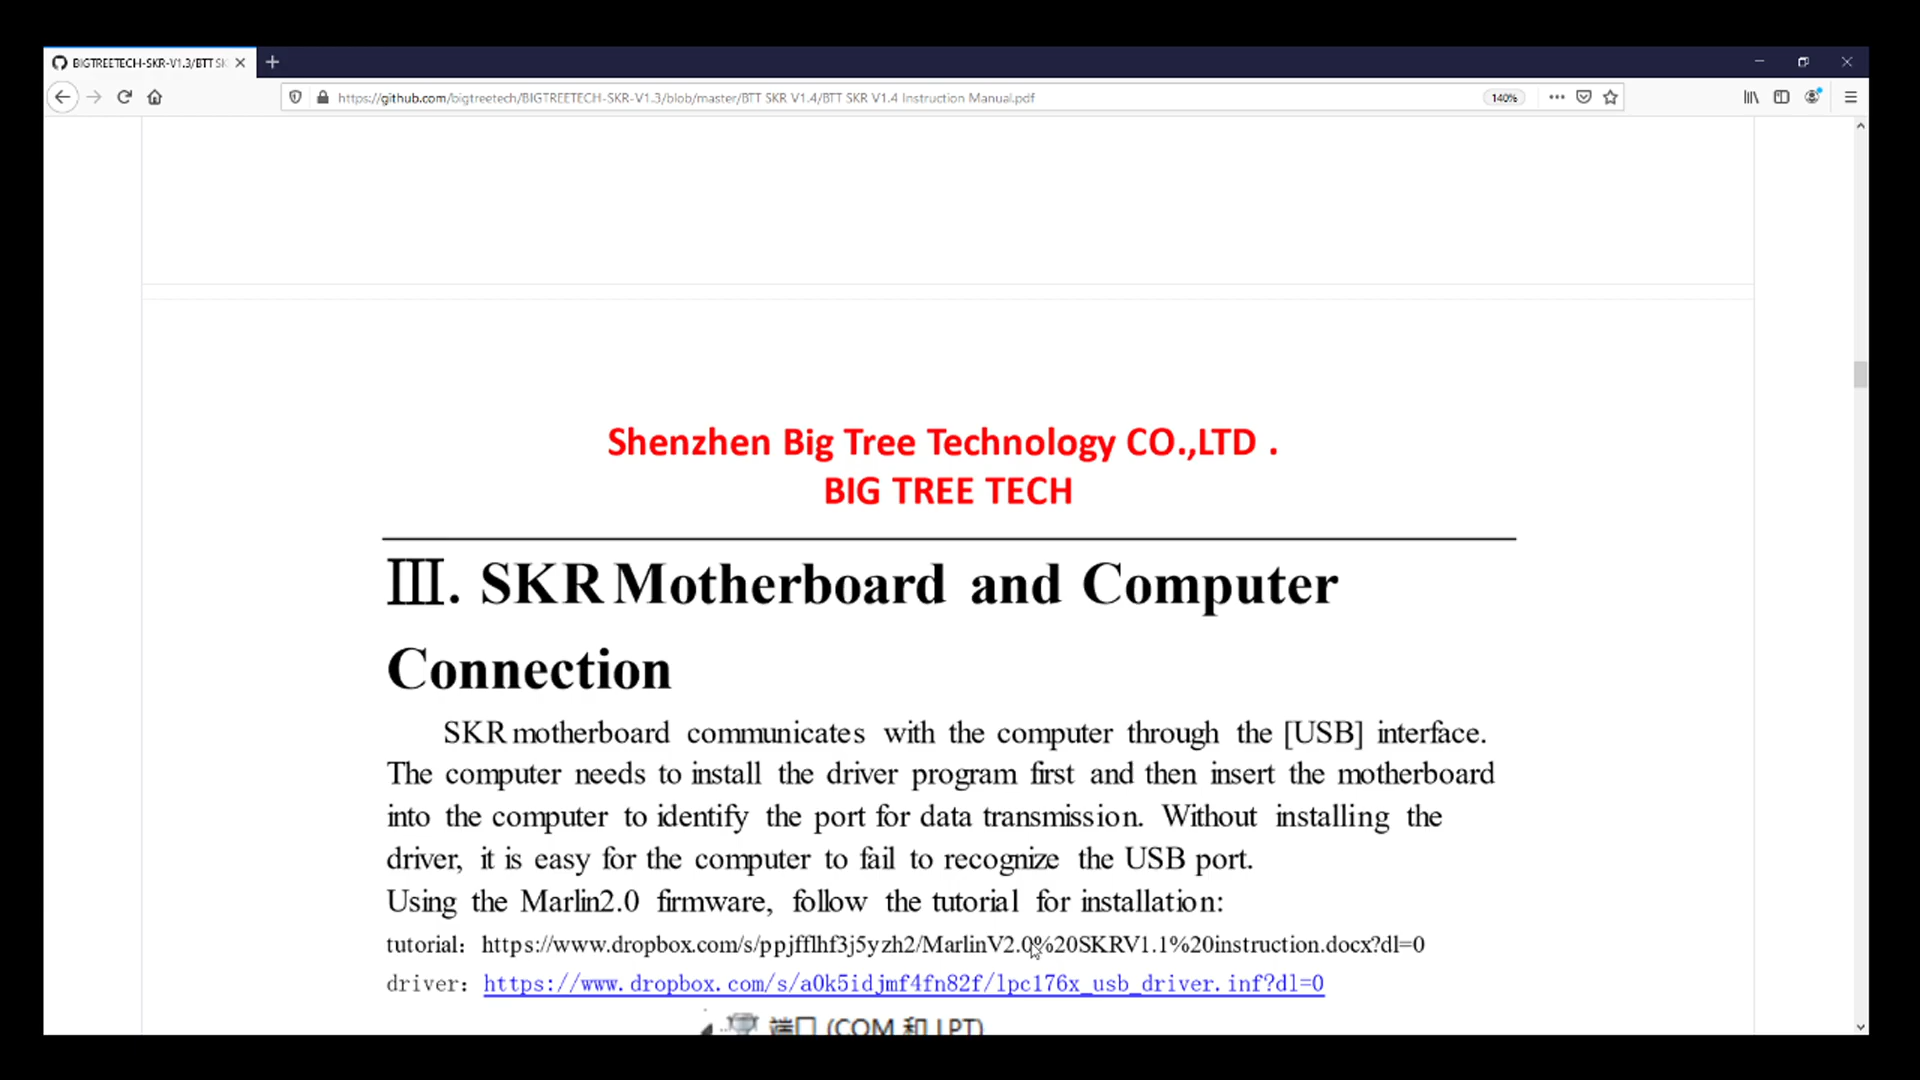 BIGTREETECH-SKR-V1.3/BTT SK
https://github.com/bigtreetech/BIGTREETECH-SKR-V1.3/blob/master/BTT SKR V1.4/BTT SKR V1.4 Instruction Manual.pdf
140%
Shenzhen Big Tree Technology CO.,LTD .
BIG TREE TECH
III. SKR Motherboard and Computer
Connection
SKR motherboard communicates with the computer through the [USB] interface.
The computer needs to install the driver program first and then insert the motherboard
into the computer to identify the port for data transmission. Without installing the
driver, it is easy for the computer to fail to recognize the USB port.
Using the Marlin2.0 firmware, follow the tutorial for installation:
tutorial: https://www.dropbox.com/s/ppjfflhf3j5yzh2/MarlinV2.0%20SKRV1.1%20instruction.docx?dl=0
driver: https://www.dropbox.com/s/a0k5idjmf4fn82f/lpc176x_usb_driver.inf?dl=0
端口 (COM 和 LPT)